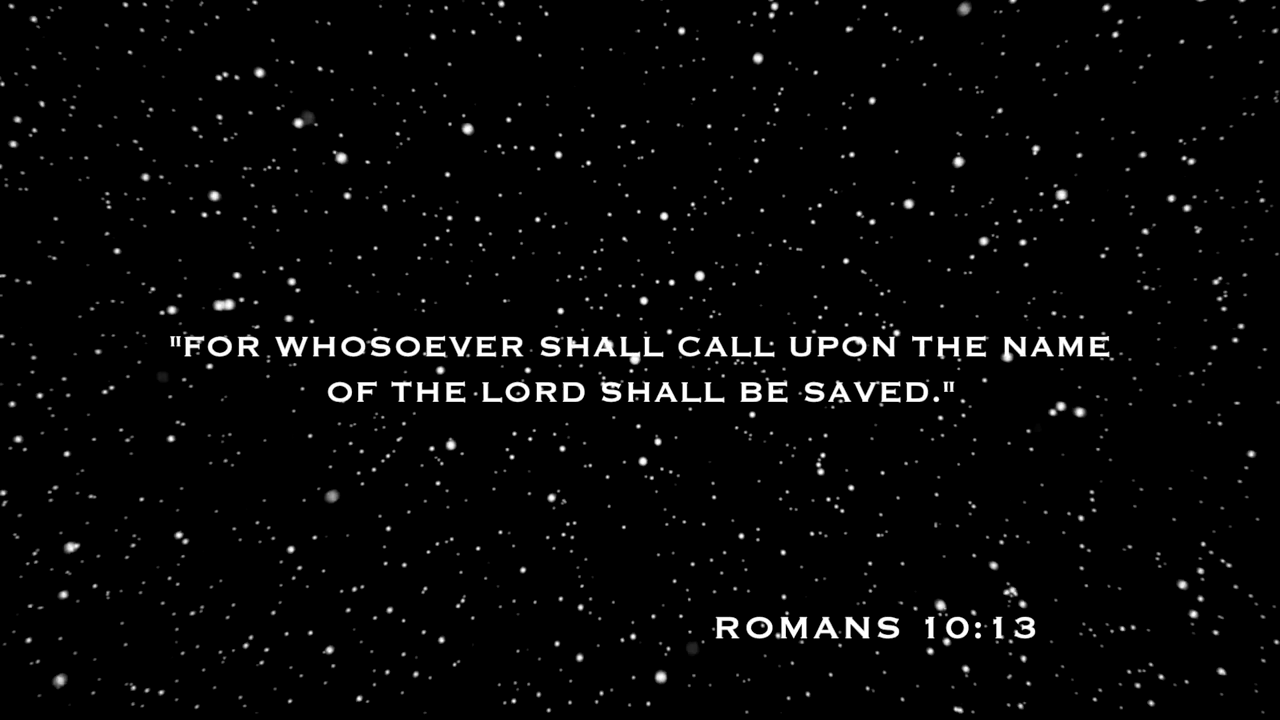 "FOR WHOSOEVER SHALL CALL UPON THE NAME
OF THE LORD SHALL BE SAVED."
ROMANS 10:13